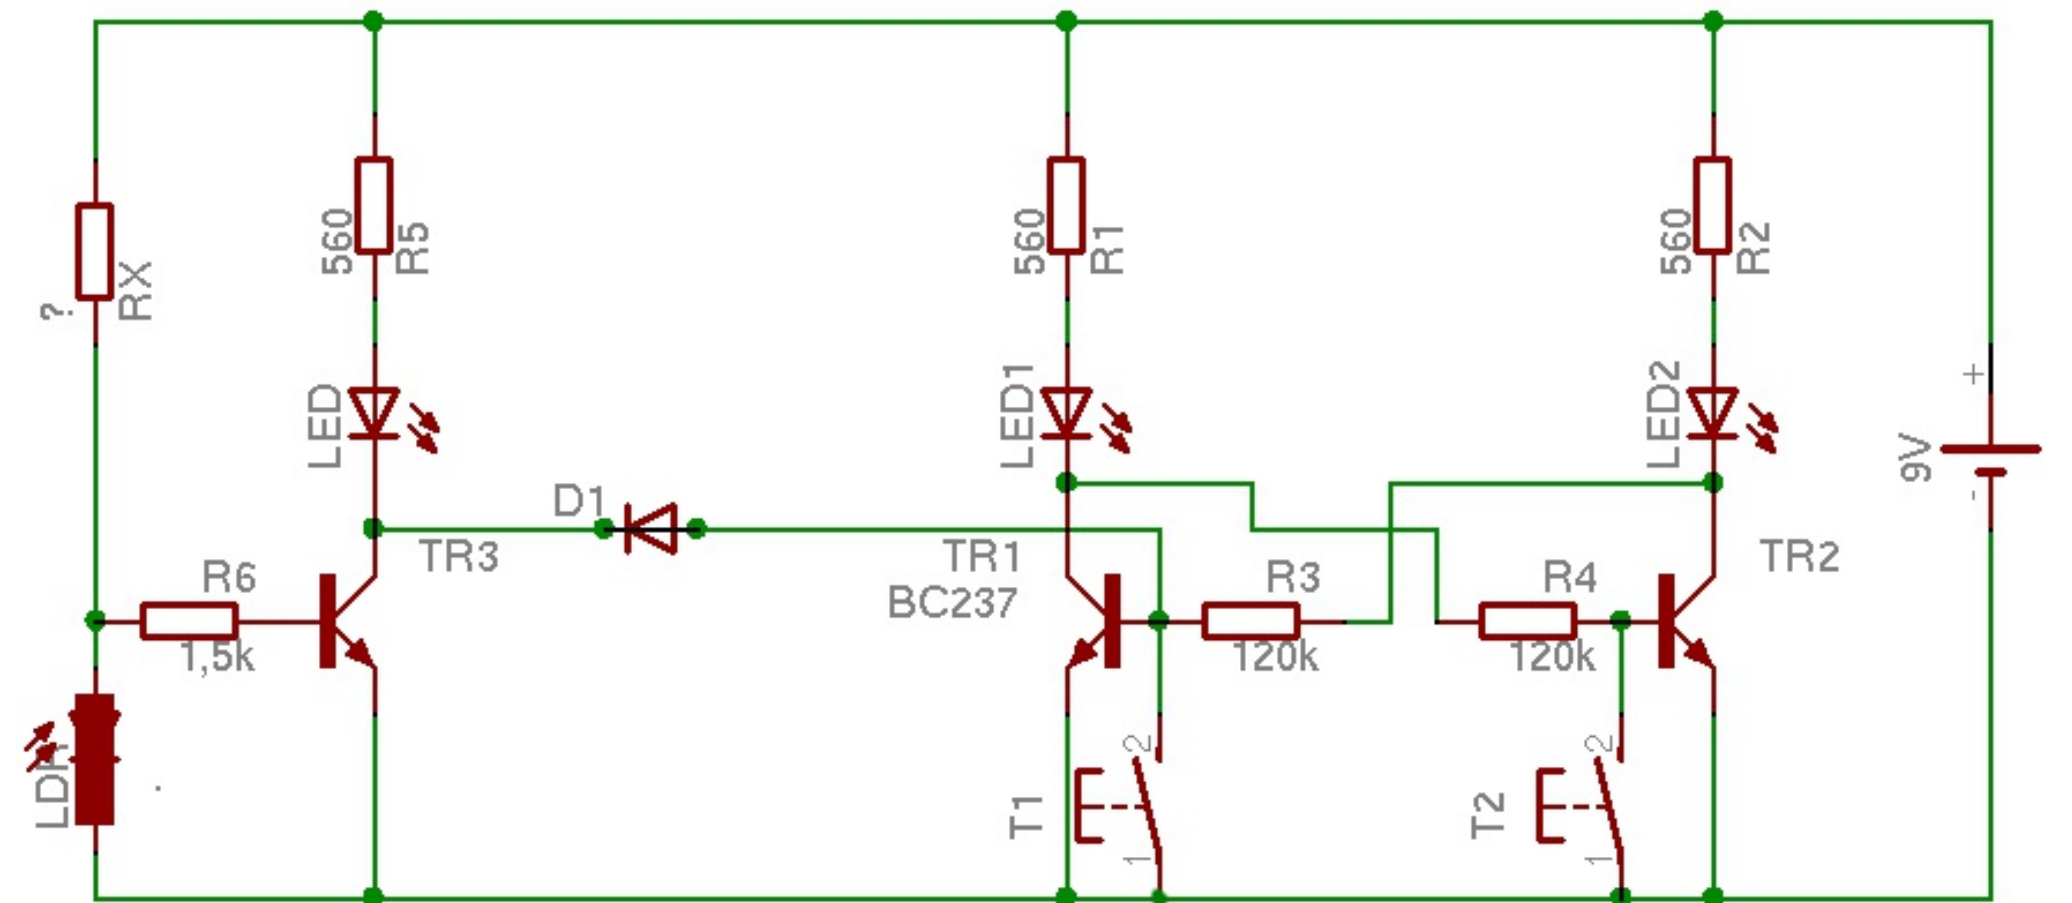 RX
?
560
R5
560
R1
560
R2
LED
LED1
LED2
+
9V
-
D1
TR3
TR1
BC237
TR2
R6
1,5k
R3
120k
R4
120k
LDR
T1
2
1
T2
2
1